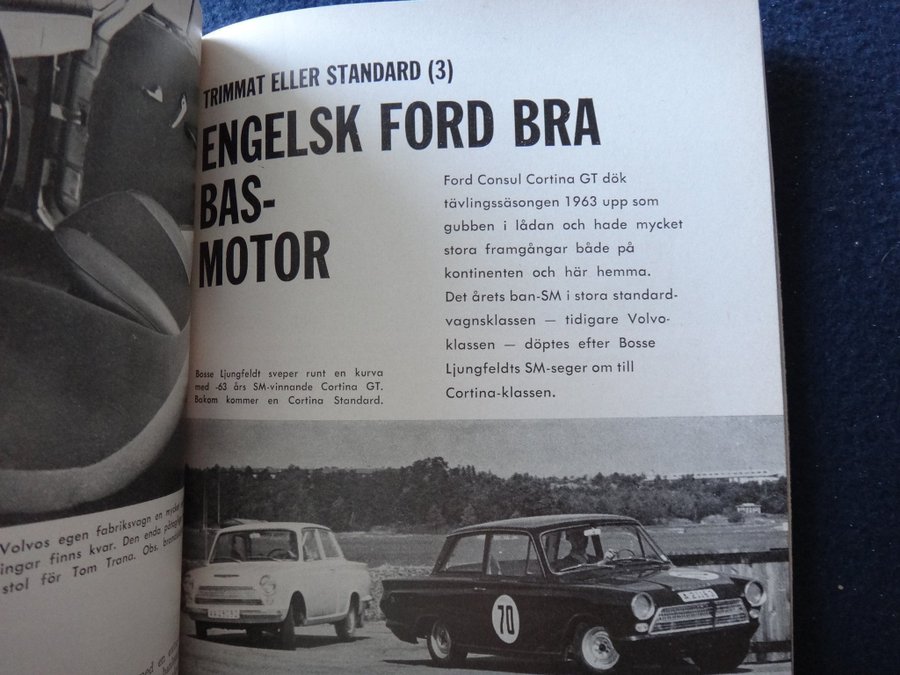 TRIMMAT ELLER STANDARD (3)
ENGELSK FORD BRA
BAS-
MOTOR
Ford Consul Cortina GT dök
tävlingssäsongen 1963 upp som
gubben i lådan och hade mycket
stora framgångar både på
kontinenten och här hemma.
Det årets ban-SM i stora standard-
vagnsklassen — tidigare Volvo-
klassen — döptes efter Bosse
Ljungfeldts SM-seger om till
Cortina-klassen.
Bosse Ljungfeldt sveper runt en kurva
med -63 års SM-vinnande Cortina GT.
Bakom kommer en Cortina Standard.
70
Volvos egen fabriksvagn en mycket
ingar finns kvar. Den enda
stol för Tom Trana. Obs,